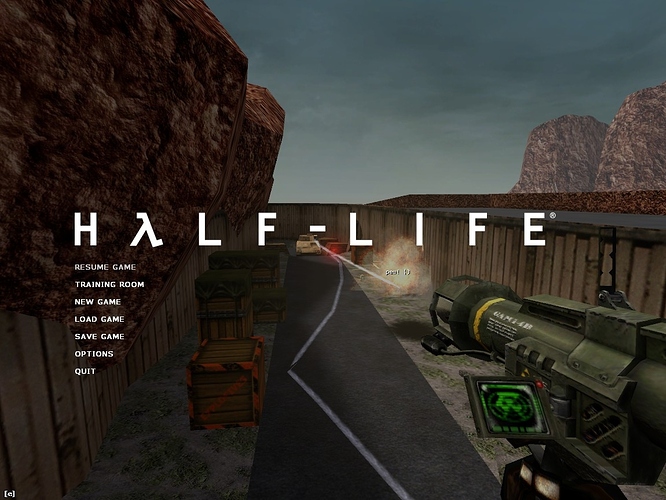 HλLF-LIFE®
RESUME GAME
TRAINING ROOM
NEW GAME
LOAD GAME
SAVE GAME
OPTIONS
QUIT
[e]